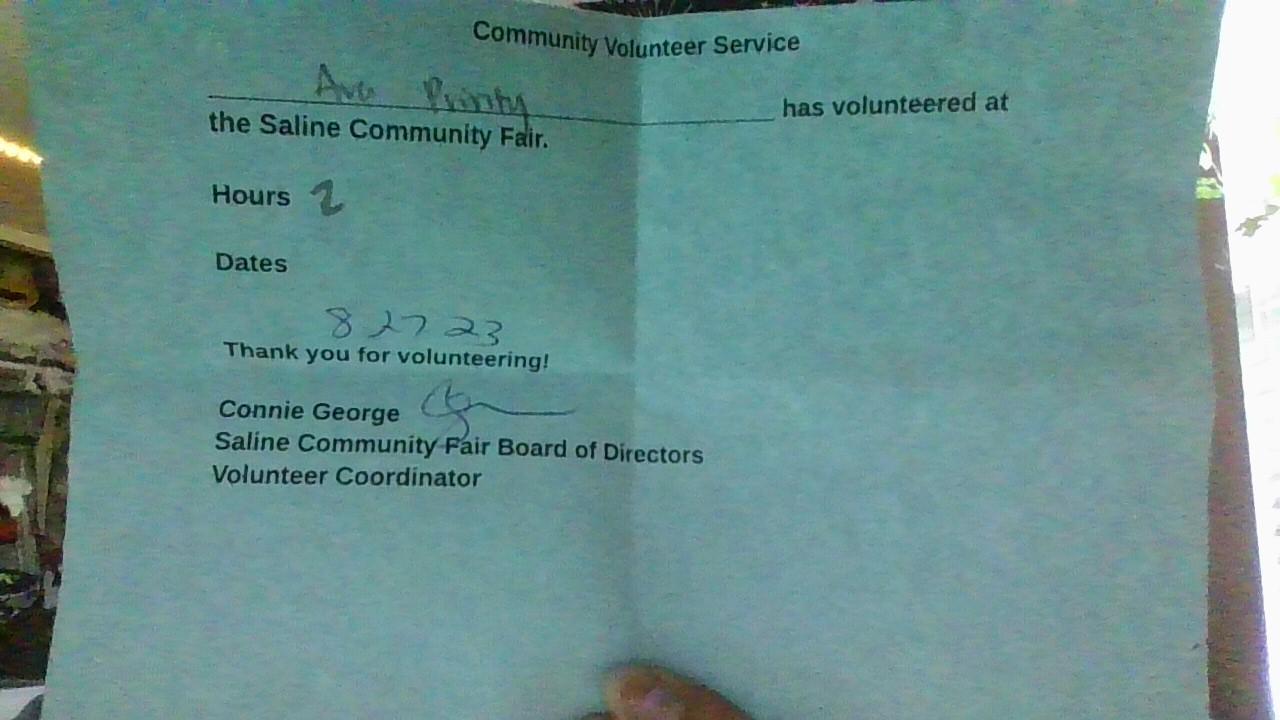 Community Volunteer Service
Ava Printy has volunteered at
the Saline Community Fair.
Hours 2
Dates
8 27 23
Thank you for volunteering!
Connie George
Saline Community Fair Board of Directors
Volunteer Coordinator